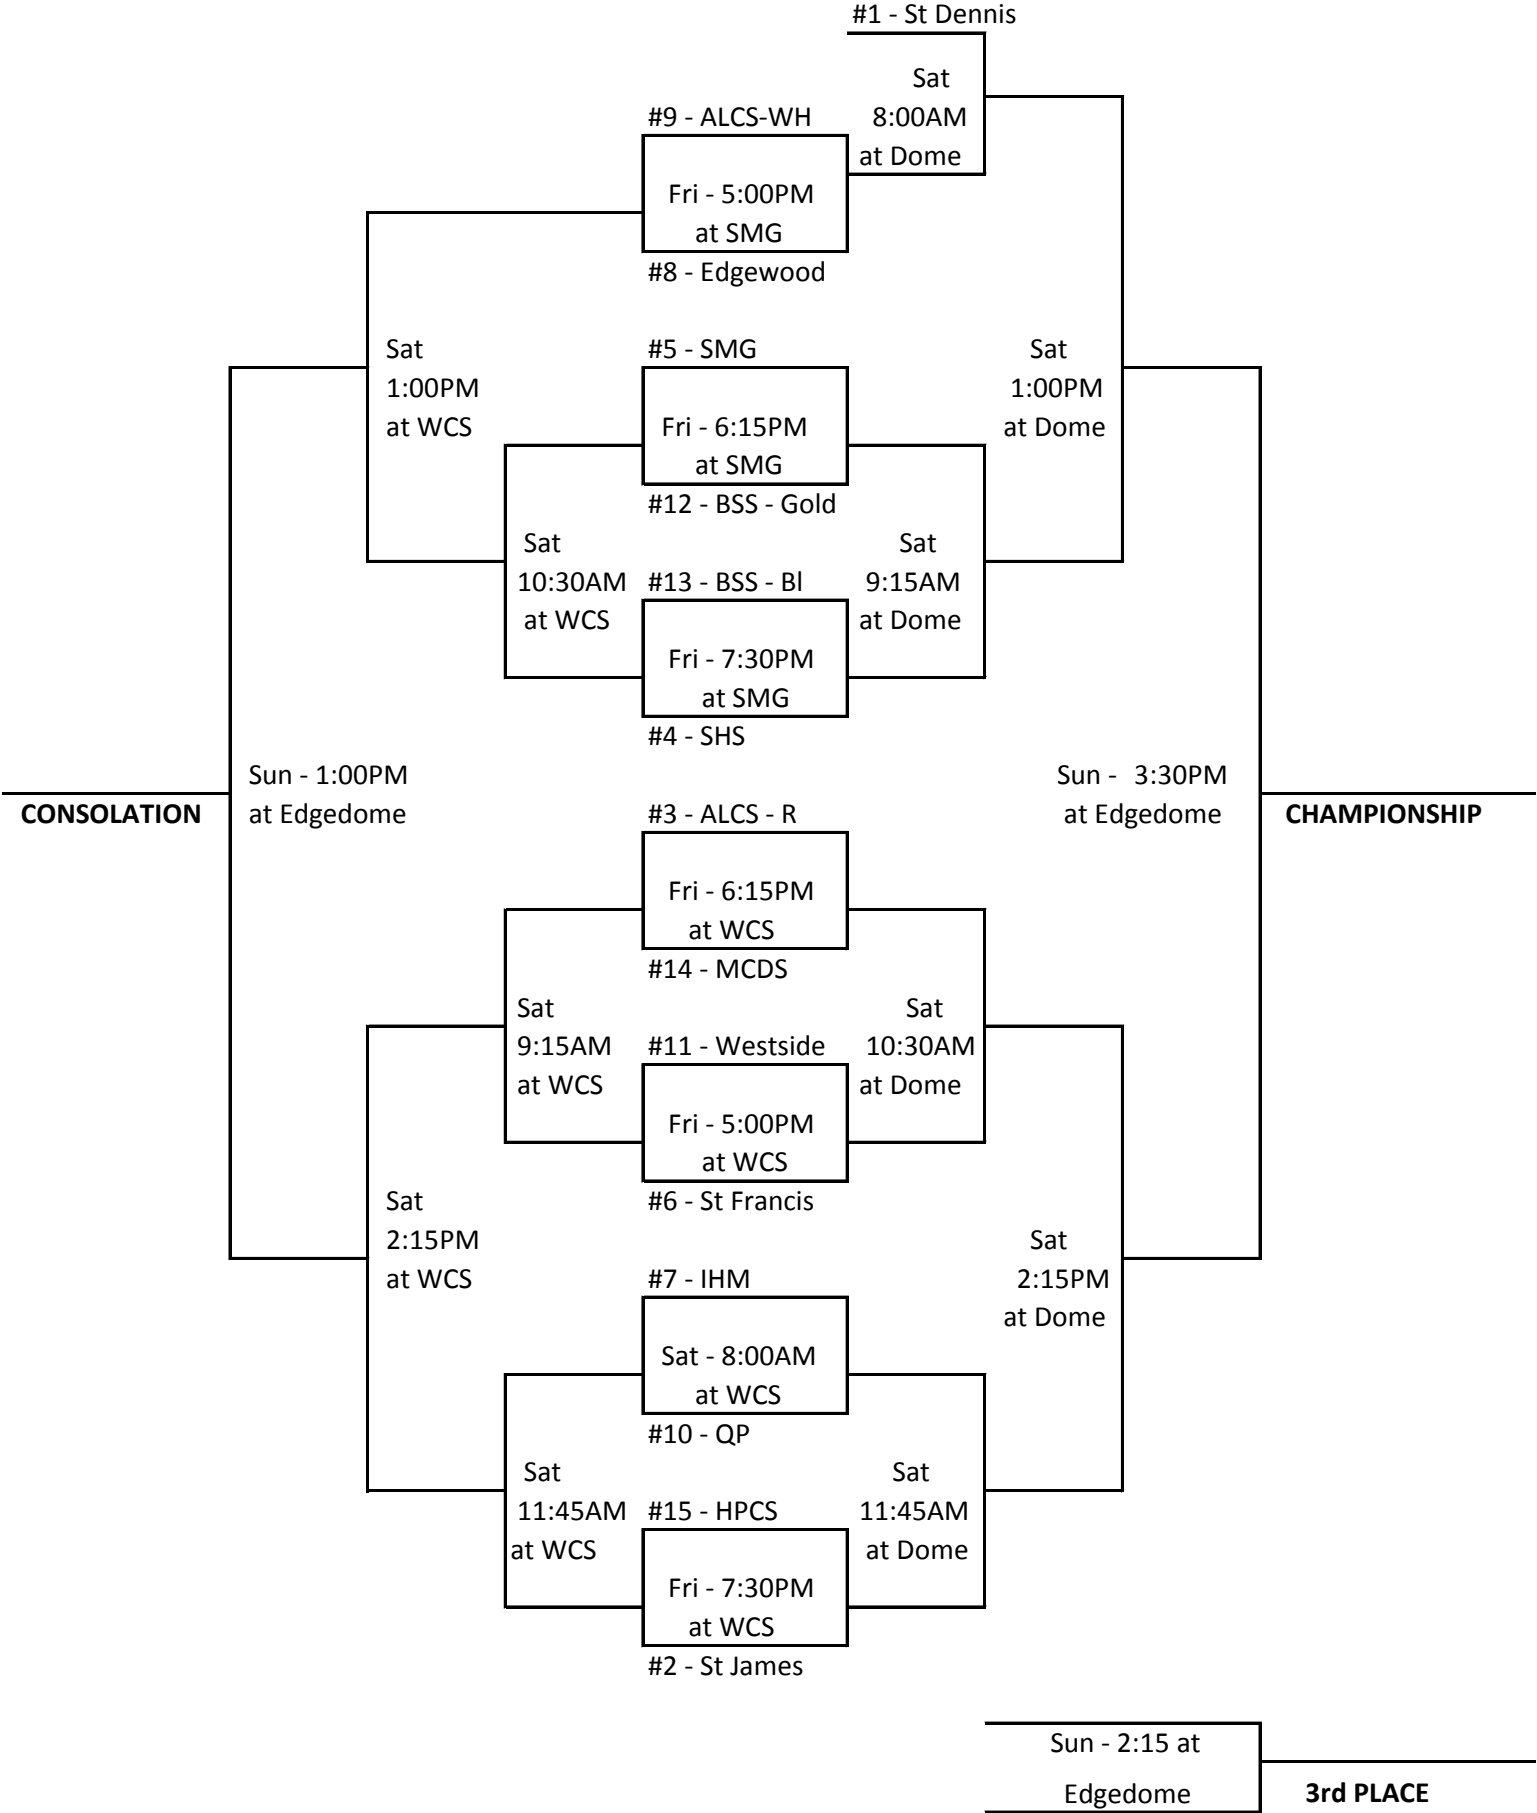 #1 - St Dennis
Sat
8:00AM
at Dome
#9 - ALCS-WH
Fri - 5:00PM
at SMG
#8 - Edgewood
Sat
1:00PM
at WCS
#5 - SMG
Fri - 6:15PM
at SMG
#12 - BSS - Gold
Sat
1:00PM
at Dome
Sat
10:30AM
at WCS
#13 - BSS - Bl
Fri - 7:30PM
at SMG
#4 - SHS
Sat
9:15AM
at Dome
Sun - 1:00PM
at Edgedome
CONSOLATION
Sun - 3:30PM
at Edgedome
CHAMPIONSHIP
#3 - ALCS - R
Fri - 6:15PM
at WCS
#14 - MCDS
Sat
9:15AM
at WCS
#11 - Westside
Fri - 5:00PM
at WCS
#6 - St Francis
Sat
10:30AM
at Dome
Sat
2:15PM
at WCS
#7 - IHM
Sat - 8:00AM
at WCS
#10 - QP
Sat
2:15PM
at Dome
Sat
11:45AM
at WCS
#15 - HPCS
Fri - 7:30PM
at WCS
#2 - St James
Sat
11:45AM
at Dome
Sun - 2:15 at
Edgedome
3rd PLACE